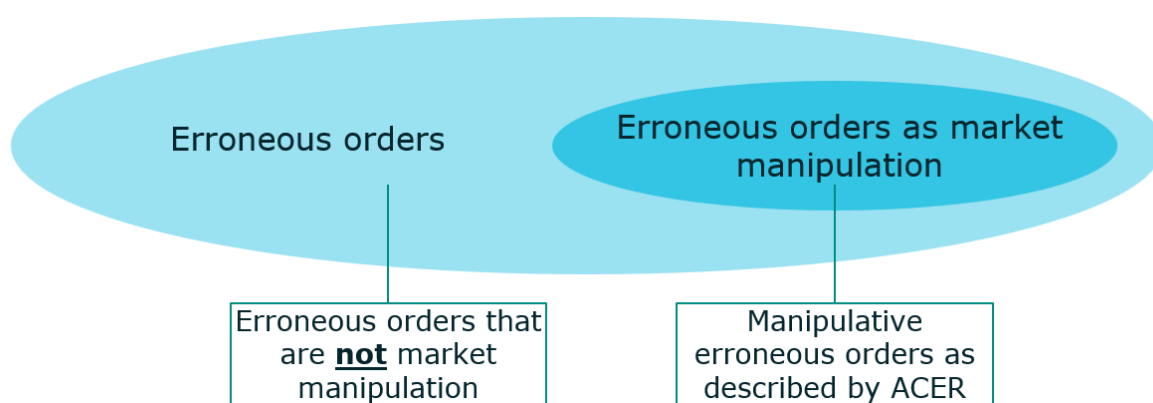 Erroneous orders
Erroneous orders as market
manipulation
Erroneous orders that
are not market
manipulation
Manipulative
erroneous orders as
described by ACER